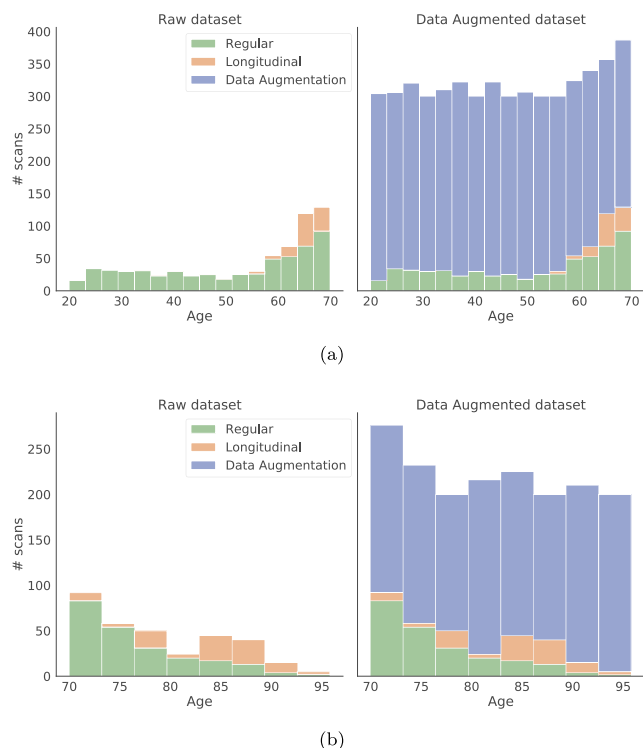 Raw dataset
Data Augmented dataset
400
350
300
250
200
150
100
50
0
# scans
Regular
Longitudinal
Data Augmentation
20 30 40 50 60 70
20 30 40 50 60 70
Age
Age
(a)
Raw dataset
Data Augmented dataset
250
200
150
100
50
0
# scans
Regular
Longitudinal
Data Augmentation
70 75 80 85 90 95
70 75 80 85 90 95
Age
Age
(b)